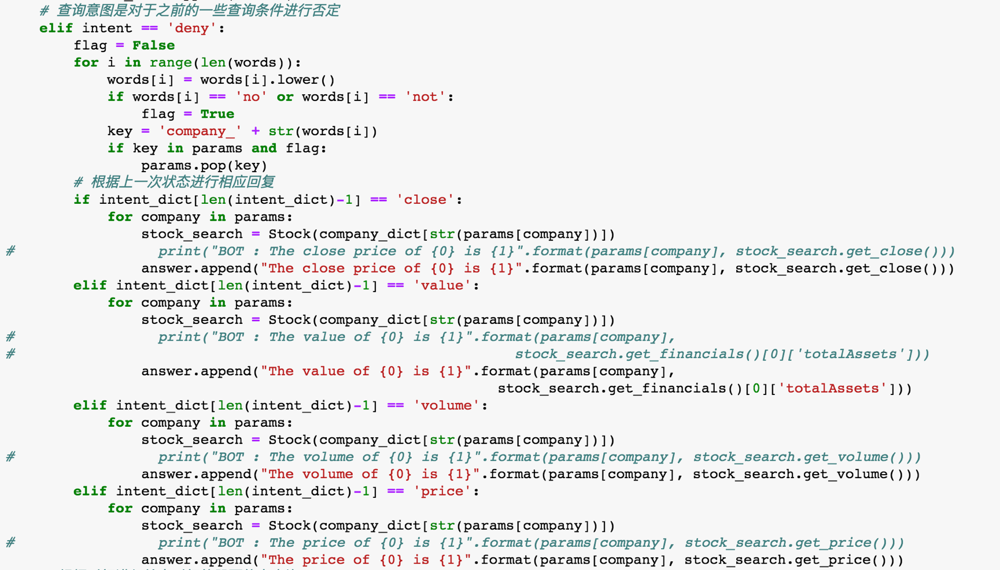 # 查询意图是对于之前的一些查询条件进行否定
elif intent == 'deny':
flag = False
for i in range(len(words)):
words[i] = words[i].lower()
if words[i] == 'no' or words[i] == 'not':
flag = True
key = 'company_' + str(words[i])
if key in params and flag:
params.pop(key)
# 根据上一次状态进行相应回复
if intent_dict[len(intent_dict)-1] == 'close':
for company in params:
stock_search = Stock(company_dict[str(params[company])])
# print("BOT : The close price of {0} is {1}".format(params[company], stock_search.get_close()))
answer.append("The close price of {0} is {1}".format(params[company], stock_search.get_close()))
elif intent_dict[len(intent_dict)-1] == 'value':
for company in params:
stock_search = Stock(company_dict[str(params[company])])
# print("BOT : The value of {0} is {1}".format(params[company],
# stock_search.get_financials()[0]['totalAssets']))
answer.append("The value of {0} is {1}".format(params[company],
stock_search.get_financials()[0]['totalAssets']))
elif intent_dict[len(intent_dict)-1] == 'volume':
for company in params:
stock_search = Stock(company_dict[str(params[company])])
# print("BOT : The volume of {0} is {1}".format(params[company], stock_search.get_volume()))
answer.append("The volume of {0} is {1}".format(params[company], stock_search.get_volume()))
elif intent_dict[len(intent_dict)-1] == 'price':
for company in params:
stock_search = Stock(company_dict[str(params[company])])
# print("BOT : The price of {0} is {1}".format(params[company], stock_search.get_price()))
answer.append("The price of {0} is {1}".format(params[company], stock_search.get_price()))